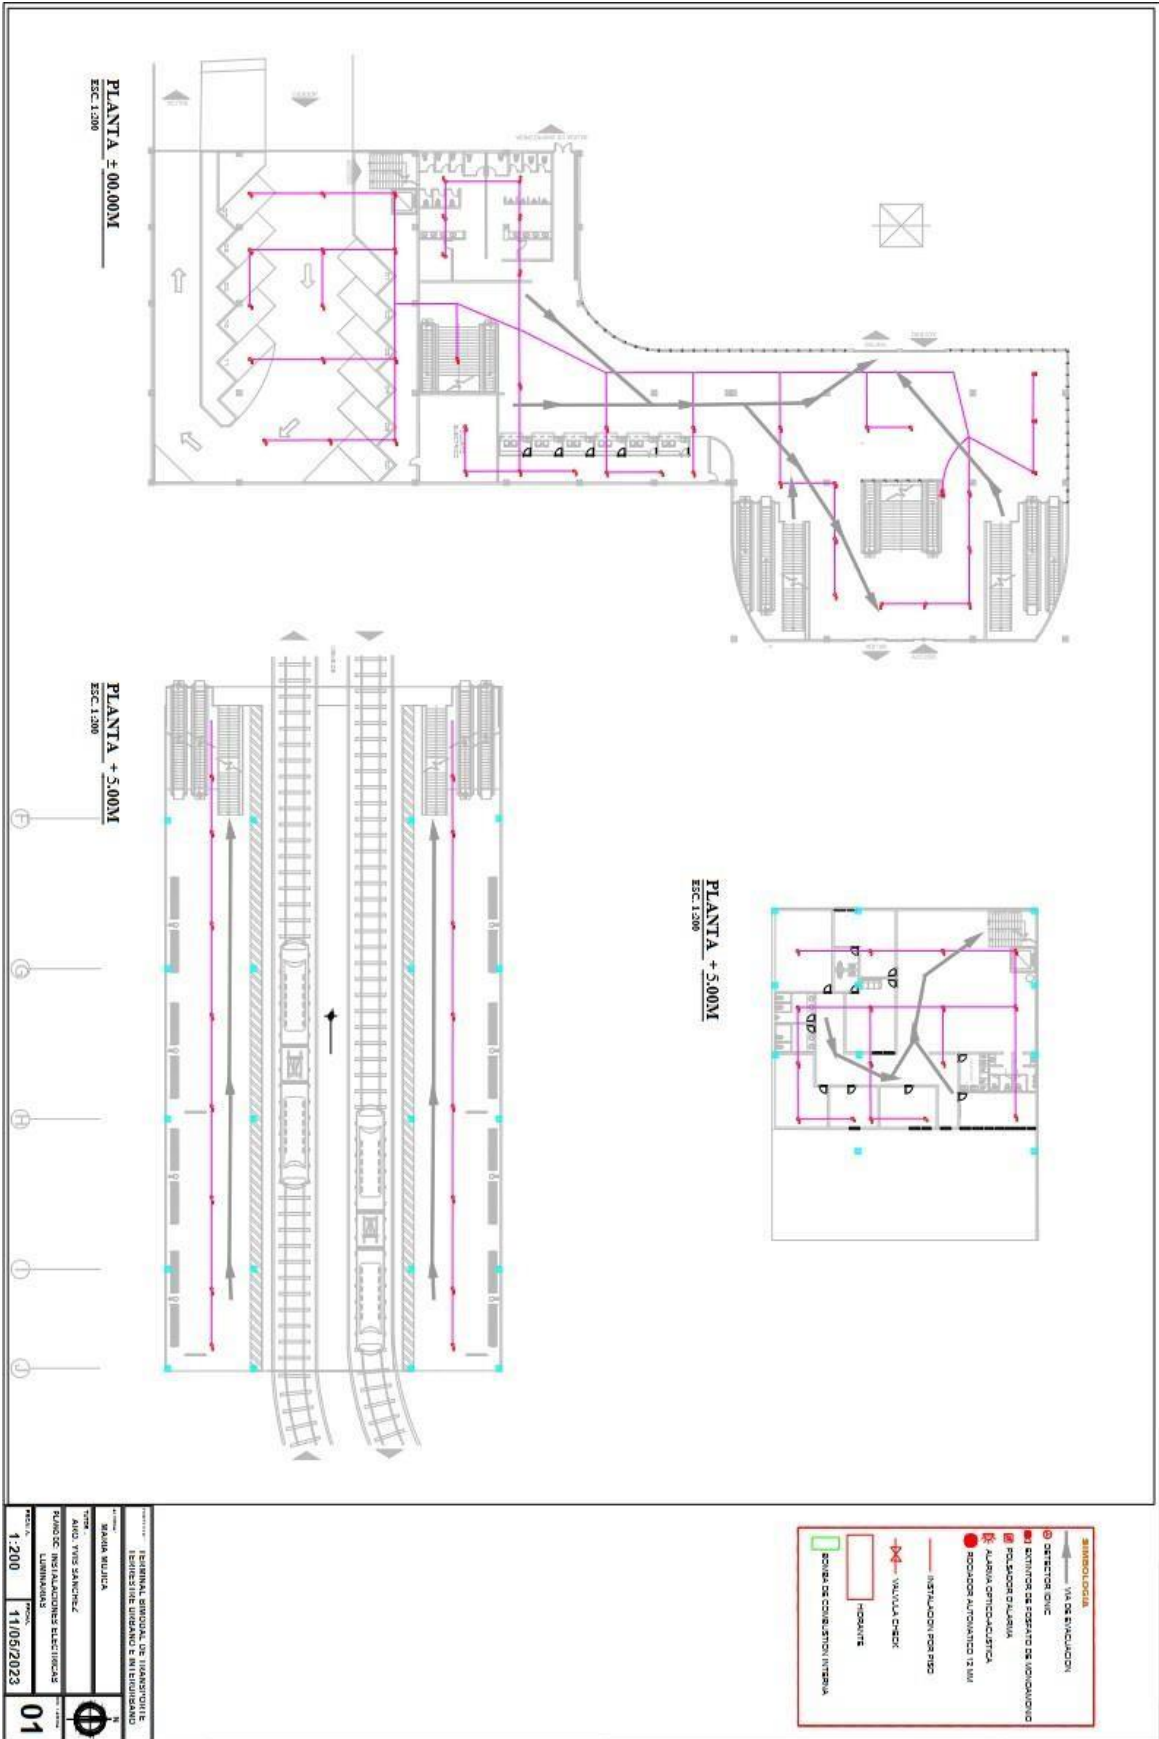 PLANTA ± 00.00M
ESC. 1:200
PLANTA + 5.00M
ESC. 1:200
PLANTA + 5.00M
ESC. 1:200
F
G
H
I
J
SIMBOLOGIA
VIA DE EVACUACION
DETECTOR IONIC
EXTINTOR DE FOSFATO DE MONOAMONIO
PULSADOR D'ALARMA
ALARMA OPTICO-ACUSTICA
ROCIADOR AUTOMATICO 12 MM
INSTALACION POR PISO
VALVULA CHECK
HIDRANTE
BOMBA DE COMBUSTION INTERNA
TERMINAL BIMODAL DE TRANSPORTE
TERRESTRE URBANO E INTERURBANO
MARIA MUJICA
TUTOR:
ARQ. YVIS SANCHEZ
PLANO DE: INSTALACIONES ELECTRICAS
LUMINARIAS
1:200
11/05/2023
N
01